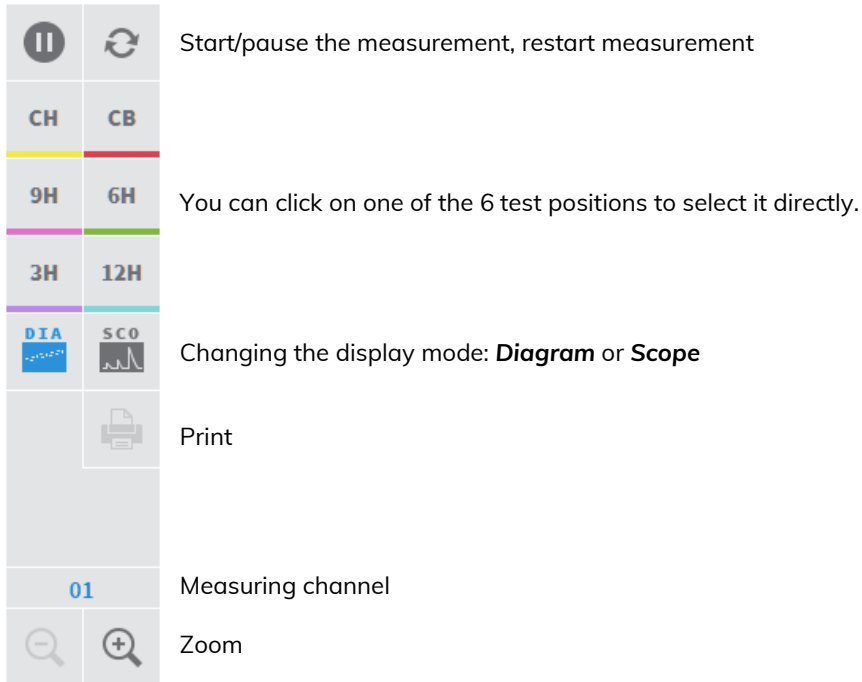 Start/pause the measurement, restart measurement
CH CB
9H 6H
You can click on one of the 6 test positions to select it directly.
3H 12H
DIA SCO
Changing the display mode: Diagram or Scope
Print
01
Measuring channel
Zoom